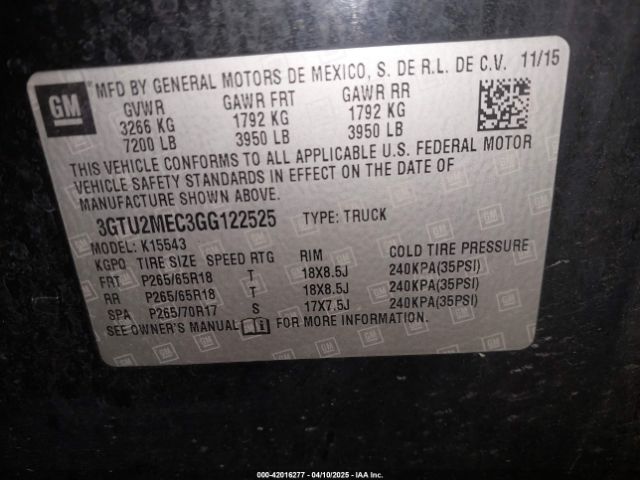 GM MFD BY GENERAL MOTORS DE MEXICO, S. DE R.L. DE C.V. 11/15
GVWR GAWR FRT GAWR RR
3266 KG 1792 KG 1792 KG
7200 LB 3950 LB 3950 LB
THIS VEHICLE CONFORMS TO ALL APPLICABLE U.S. FEDERAL MOTOR
VEHICLE SAFETY STANDARDS IN EFFECT ON THE DATE OF
MANUFACTURE SHOWN ABOVE.
3GTU2MEC3GG122525 TYPE: TRUCK
MODEL: K15543
KGPO TIRE SIZE SPEED RTG RIM COLD TIRE PRESSURE
FRT P265/65R18 T 18X8.5J 240KPA(35PSI)
RR P265/65R18 T 18X8.5J 240KPA(35PSI)
SPA P265/70R17 S 17X7.5J 240KPA(35PSI)
SEE OWNER'S MANUAL FOR MORE INFORMATION.
000-42016277 - 04/10/2025 - IAA Inc.